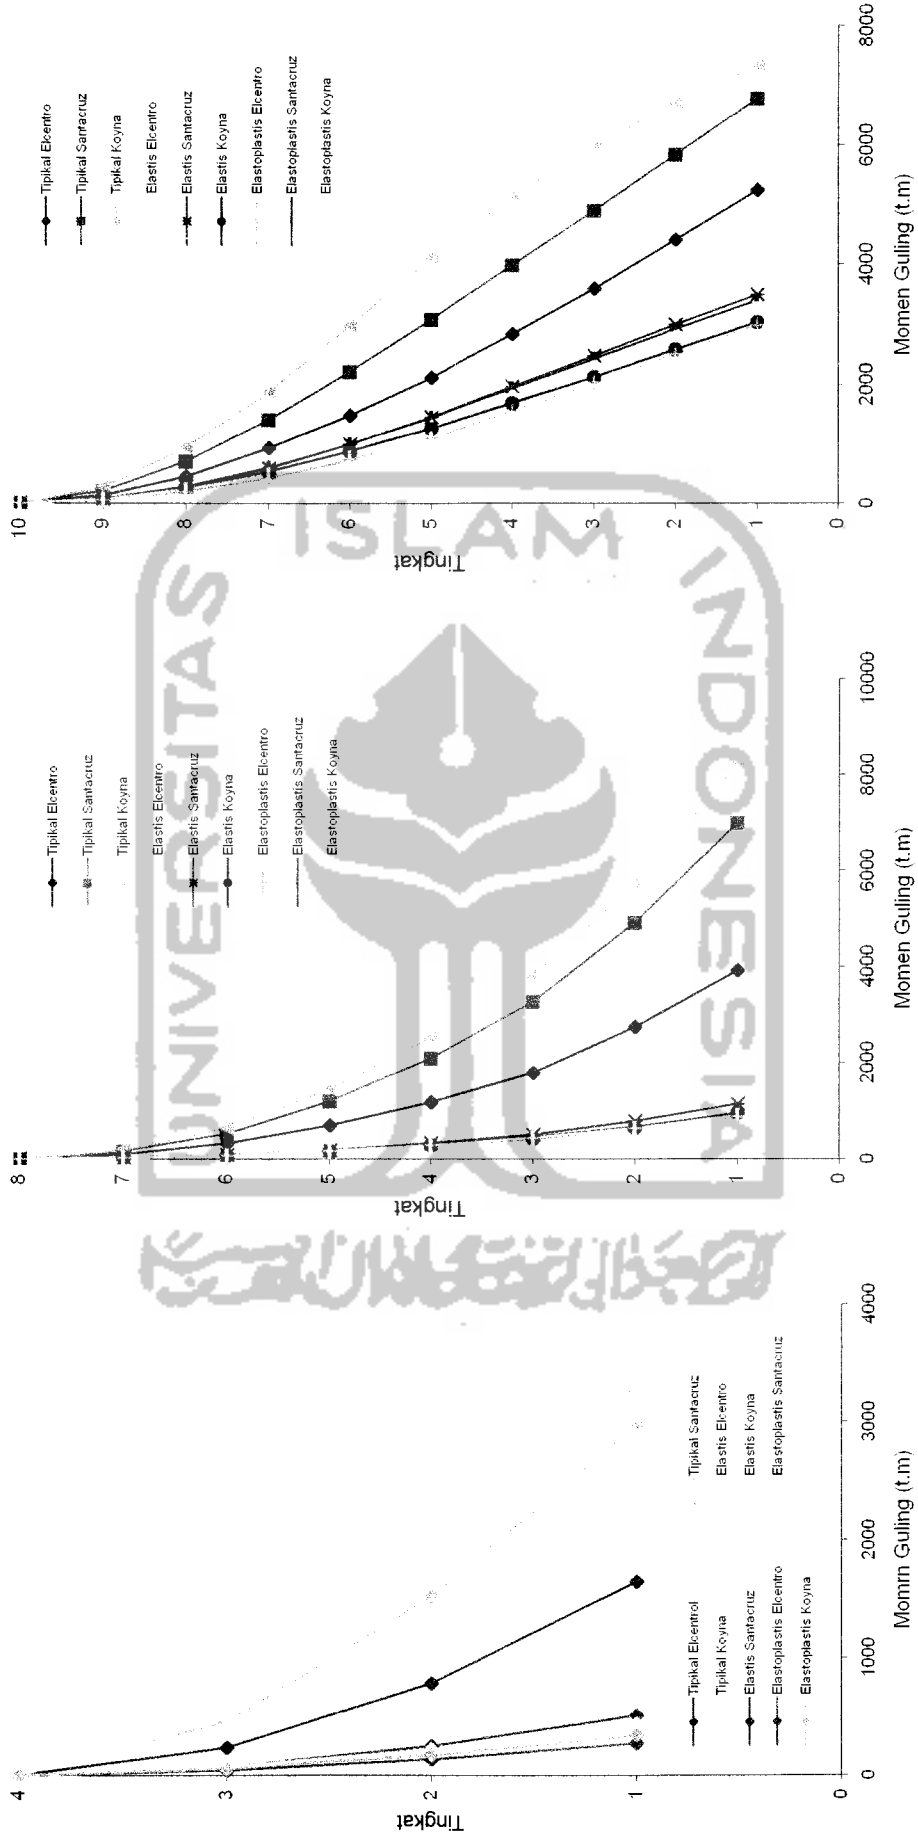 4
3
2
1
0
Tingkat
0
1000
2000
3000
4000
Momrn Guling (t.m)
Tipikal Elcentrol
Tipikal Koyna
Elastis Santacruz
Elastoplastis Elcentro
Elastoplastis Koyna
Tipikal Santacruz
Elastis Elcentro
Elastis Koyna
Elastoplastis Santacruz
8
7
6
5
4
3
2
1
0
Tingkat
0
2000
4000
6000
8000
10000
Momen Guling (t.m)
Tipikal Elcentro
Tipikal Santacruz
Tipikal Koyna
Elastis Elcentro
Elastis Santacruz
Elastis Koyna
Elastoplastis Elcentro
Elastoplastis Santacruz
Elastoplastis Koyna
10
9
8
7
6
5
4
3
2
1
0
Tingkat
0
2000
4000
6000
8000
Momen Guling (t.m)
Tipikal Elcentro
Tipikal Santacruz
Tipikal Koyna
Elastis Elcentro
Elastis Santacruz
Elastis Koyna
Elastoplastis Elcentro
Elastoplastis Santacruz
Elastoplastis Koyna
UNIVERSITAS
ISLAM
INDONESIA